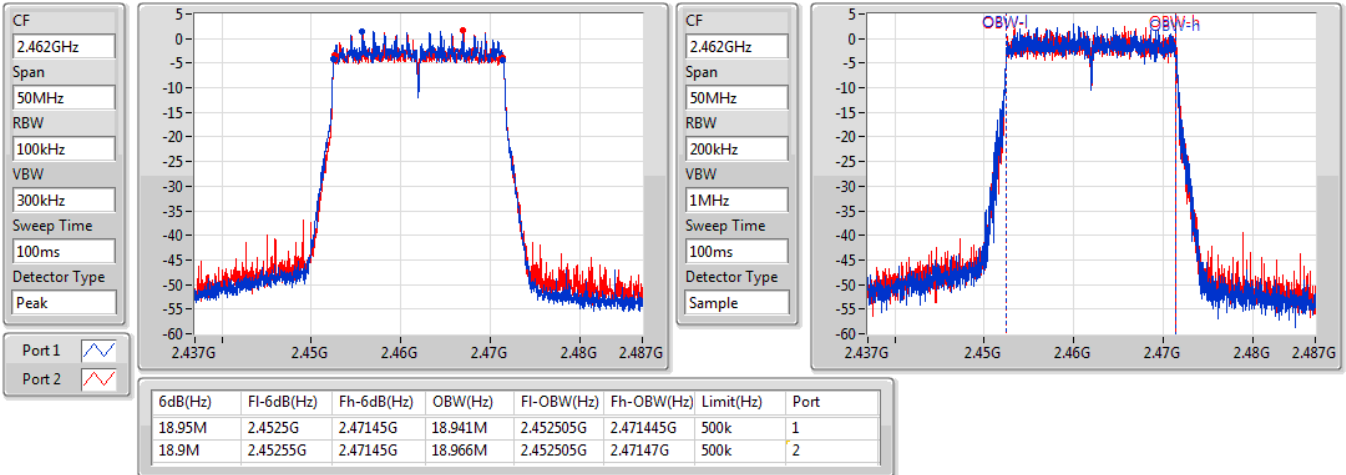 CF
2.462GHz
Span
50MHz
RBW
100kHz
VBW
300kHz
Sweep Time
100ms
Detector Type
Peak
Port 1
Port 2
5
0
-5
-10
-15
-20
-25
-30
-35
-40
-45
-50
-55
-60
2.437G 2.45G 2.46G 2.47G 2.48G 2.487G
CF
2.462GHz
Span
50MHz
RBW
200kHz
VBW
1MHz
Sweep Time
100ms
Detector Type
Sample
OBW-l OBW-h
5
0
-5
-10
-15
-20
-25
-30
-35
-40
-45
-50
-55
-60
2.437G 2.45G 2.46G 2.47G 2.48G 2.487G
6dB(Hz) Fl-6dB(Hz) Fh-6dB(Hz) OBW(Hz) Fl-OBW(Hz) Fh-OBW(Hz) Limit(Hz) Port
18.95M 2.4525G 2.47145G 18.941M 2.452505G 2.471445G 500k 1
18.9M 2.45255G 2.47145G 18.966M 2.452505G 2.47147G 500k 2